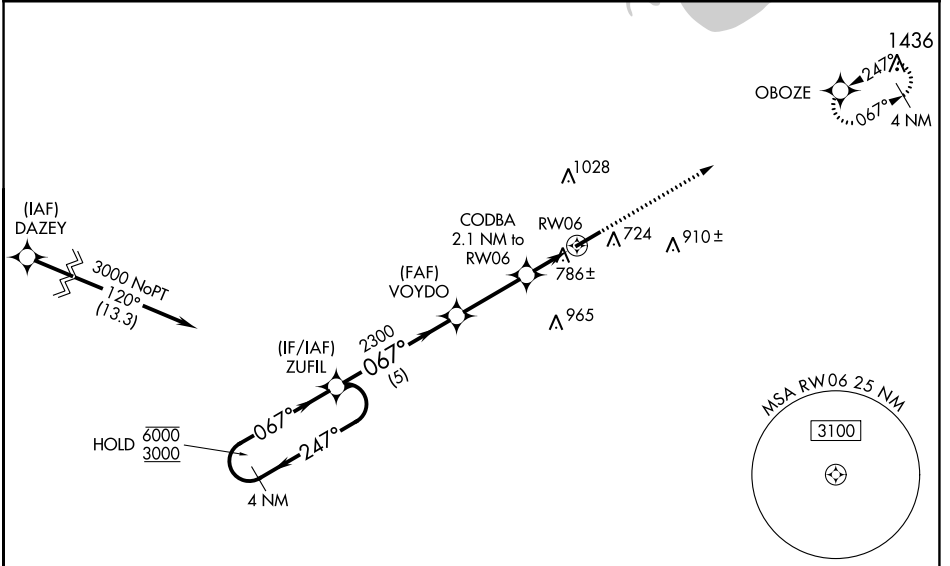 1436
247°
OBOZE
067°
4 NM
1028
(IAF)
DAZEY
CODBA
2.1 NM to
RW06
RW06
724
910±
3000 NoPT
120°
(13.3)
(FAF)
VOYDO
786±
965
(IF/IAF)
ZUFIL
2300
067°
(5)
MSA RW06 25 NM
3100
067°
247°
HOLD
6000
3000
4 NM